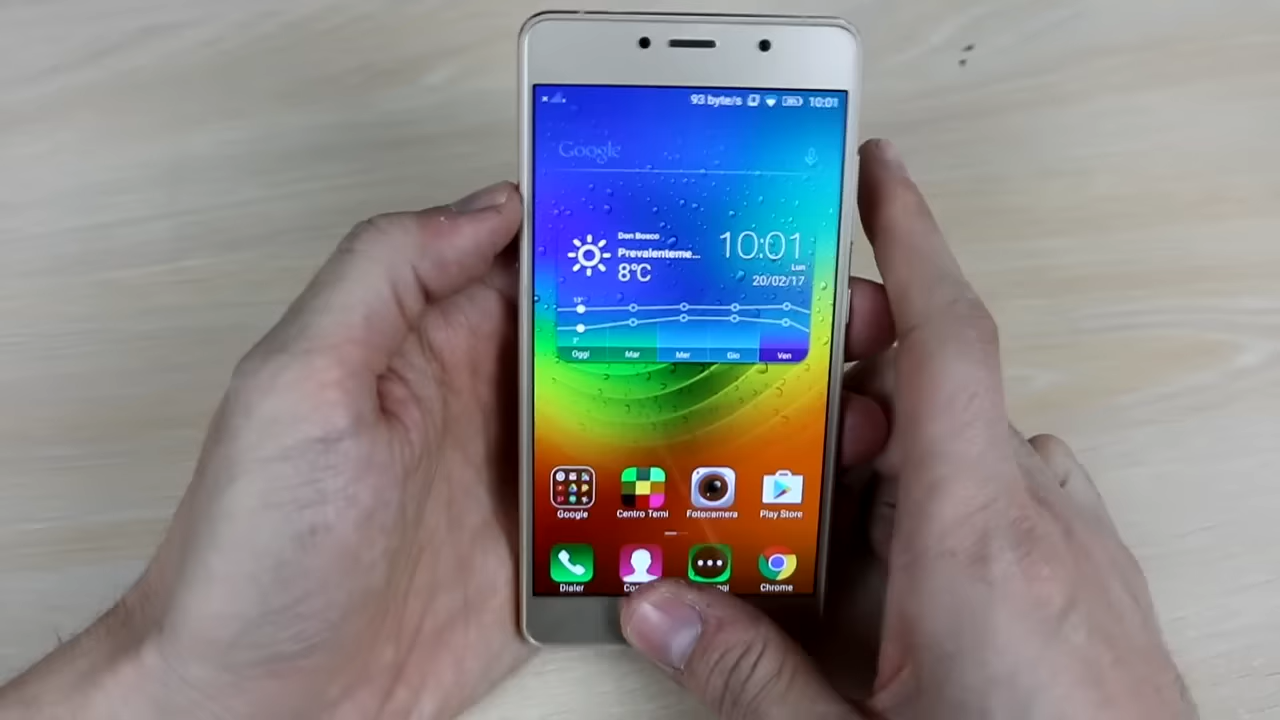 93 byte/s 10:01
Google
Don Bosco
Prevalenteme...
8°C
10:01
Lun
20/02/17
13°
Oggi Mar Mer Gio Ven
Google Centro Temi Fotocamera Play Store
Dialer Chrome